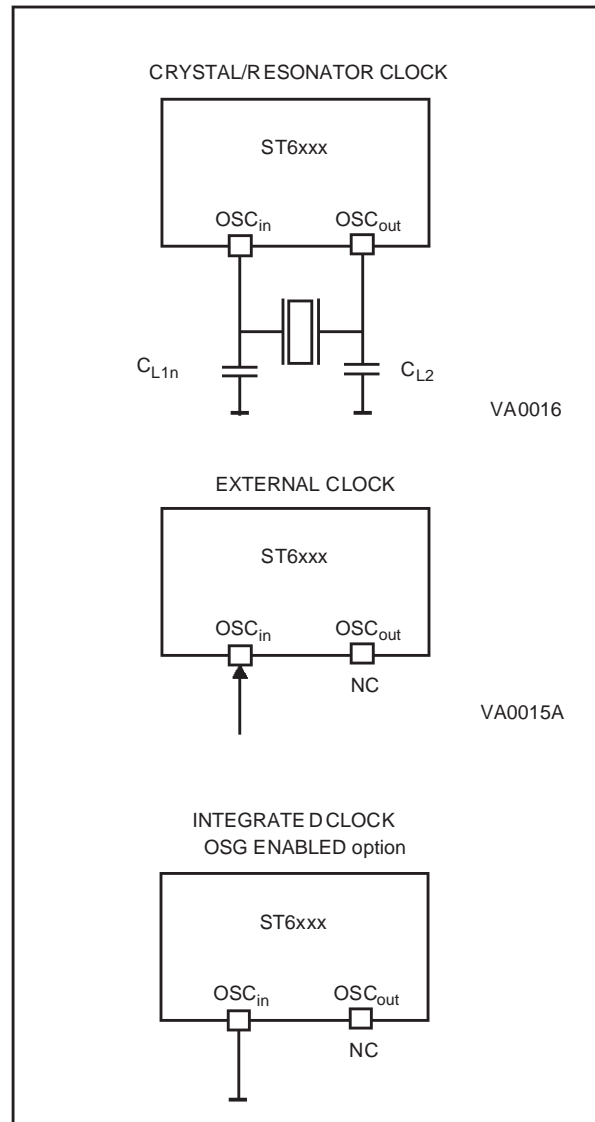 CRYSTAL/RESONATOR CLOCK
ST6xxx
OSCin OSCout
CL1n CL2
VA0016
EXTERNAL CLOCK
ST6xxx
OSCin OSCout
NC
VA0015A
INTEGRATED CLOCK
OSG ENABLED option
ST6xxx
OSCin OSCout
NC